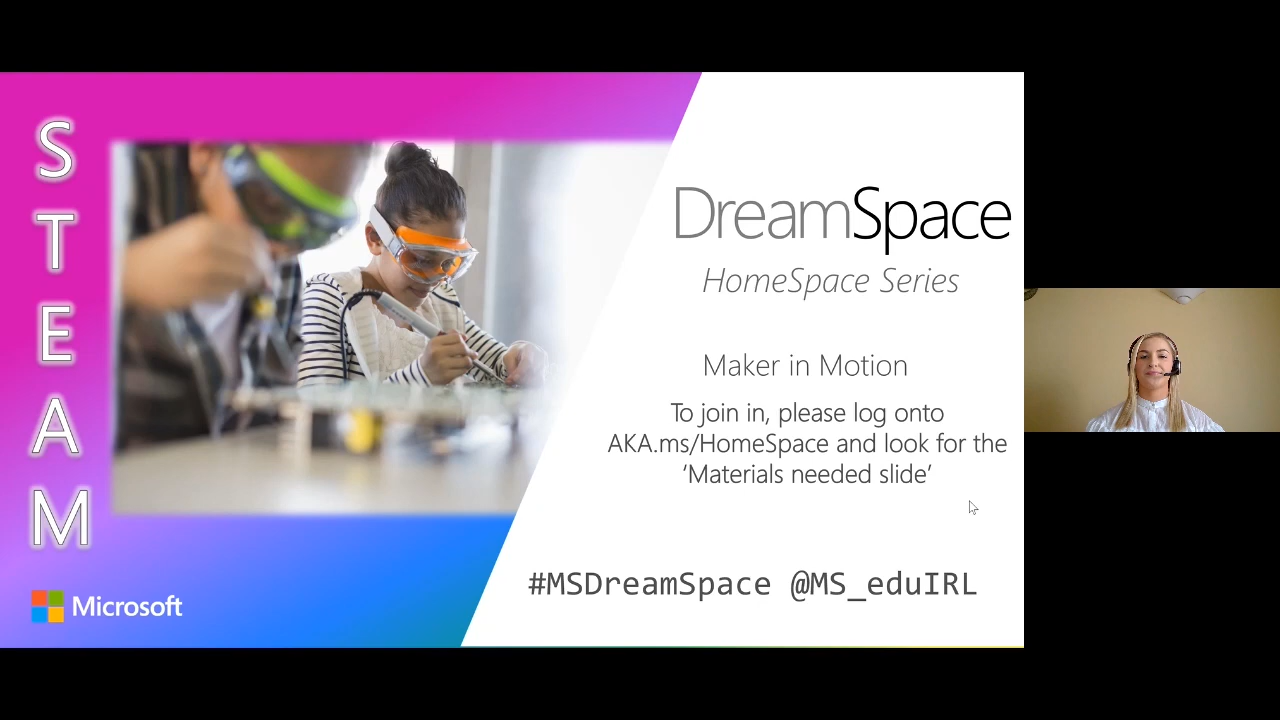 STEAM
DreamSpace
HomeSpace Series
Maker in Motion
To join in, please log onto
AKA.ms/HomeSpace and look for the
‘Materials needed slide’
#MSDreamSpace @MS_eduIRL
Microsoft